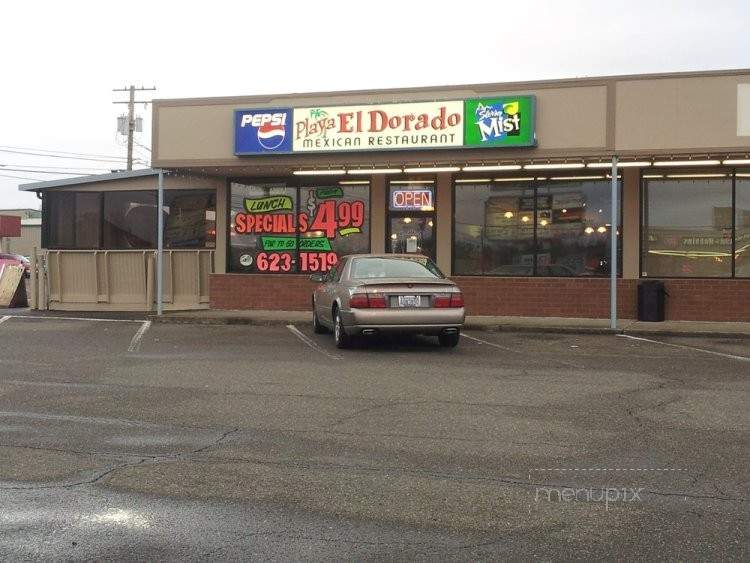 PEPSI
Playa El Dorado
MEXICAN RESTAURANT
Sierra Mist
OPEN
LUNCH
SPECIALS $4.99
FOR TO GO ORDERS
623-1519
menupix